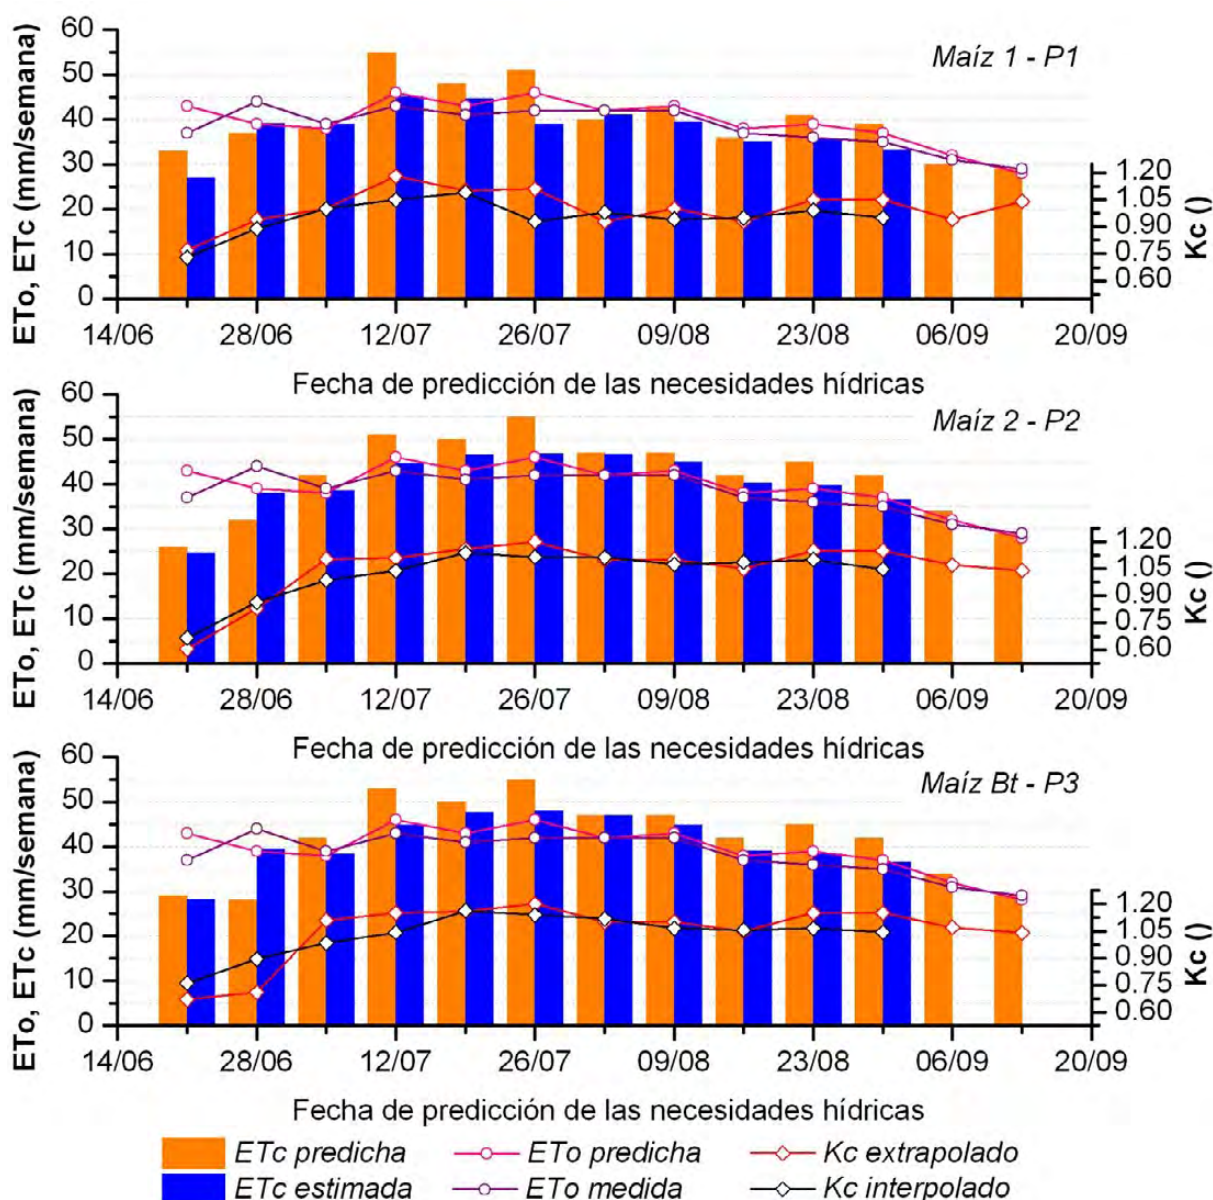 Maíz 1 - P1
ETo, ETc (mm/semana)
60
50
40
30
20
10
0
1.20
1.05
0.90
0.75
0.60
Kc ()
14/06 28/06 12/07 26/07 09/08 23/08 06/09 20/09
Fecha de predicción de las necesidades hídricas
Maíz 2 - P2
ETo, ETc (mm/semana)
60
50
40
30
20
10
0
1.20
1.05
0.90
0.75
0.60
Kc ()
14/06 28/06 12/07 26/07 09/08 23/08 06/09 20/09
Fecha de predicción de las necesidades hídricas
Maíz Bt - P3
ETo, ETc (mm/semana)
60
50
40
30
20
10
0
1.20
1.05
0.90
0.75
0.60
Kc ()
14/06 28/06 12/07 26/07 09/08 23/08 06/09 20/09
Fecha de predicción de las necesidades hídricas
ETc predicha ETo predicha Kc extrapolado
ETc estimada ETo medida Kc interpolado